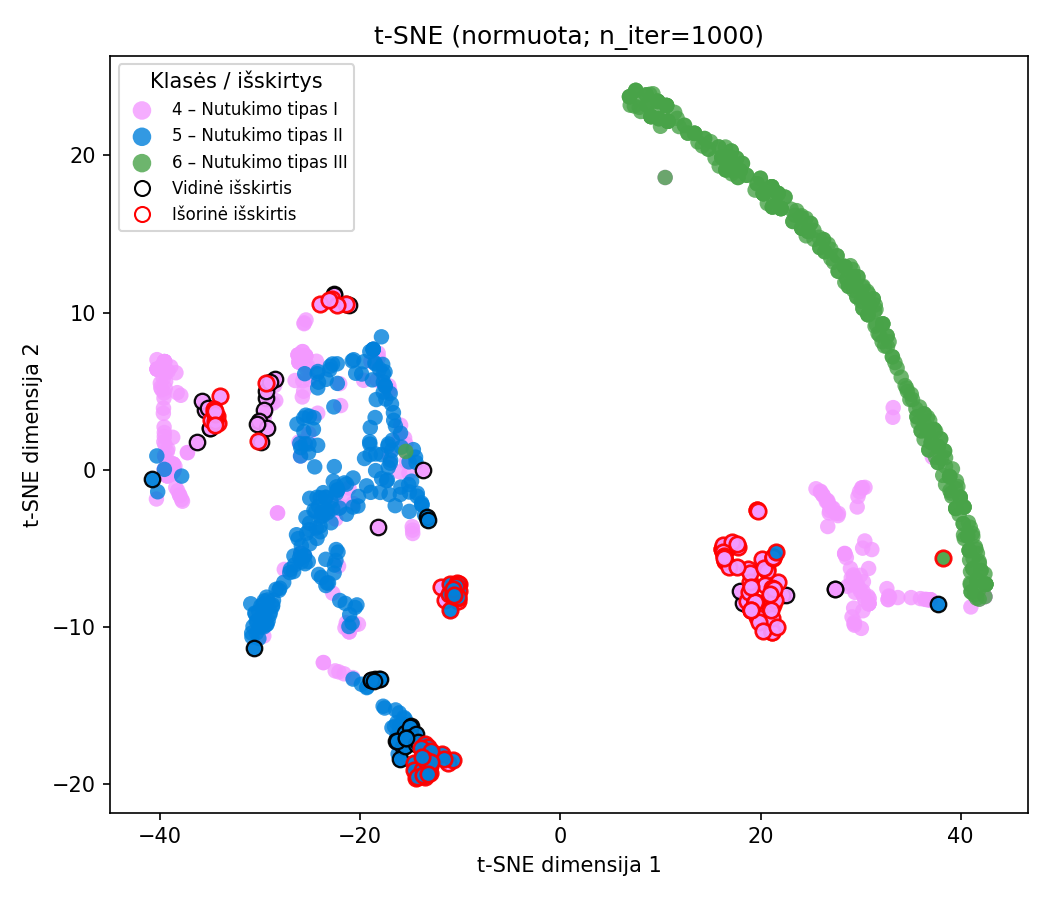 t-SNE (normuota; n_iter=1000)
Klasės / išskirtys
4 – Nutukimo tipas I
5 – Nutukimo tipas II
6 – Nutukimo tipas III
Vidinė išskirtis
Išorinė išskirtis
t-SNE dimensija 2
20
10
0
−10
−20
−40
−20
0
20
40
t-SNE dimensija 1